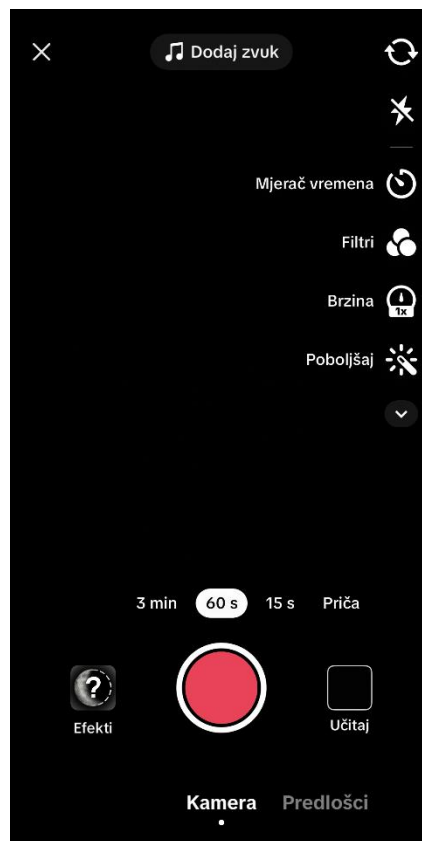 Dodaj zvuk
Mjerač vremena
Filtri
Brzina
1x
Poboljšaj
3 min 60 s 15 s Priča
?
Efekti
Učitaj
Kamera Predlošci